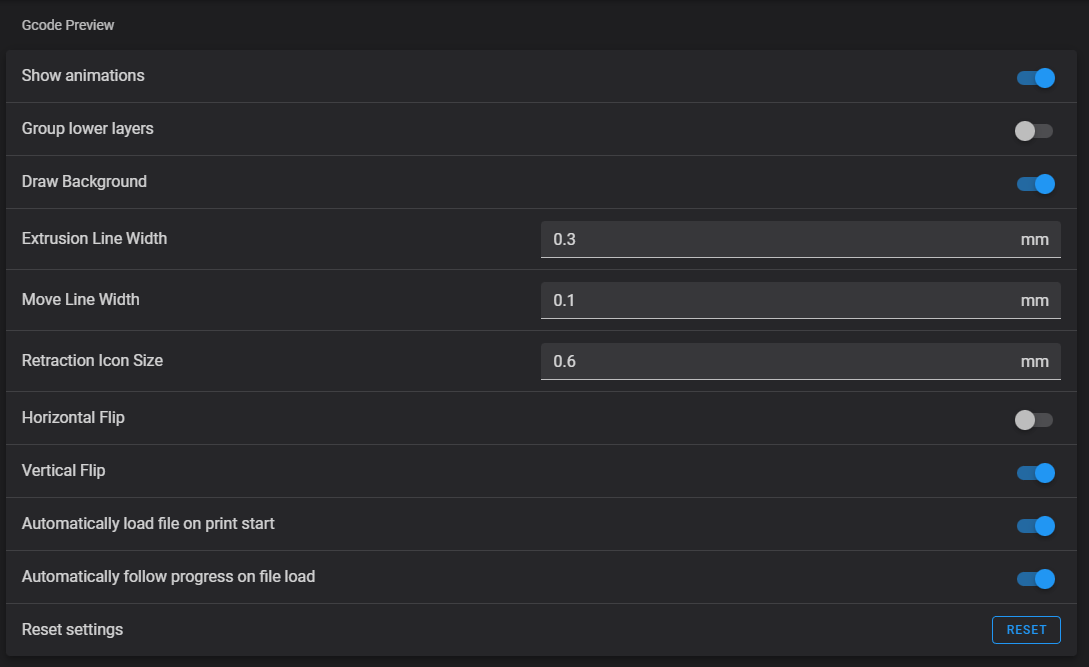 Gcode Preview
Show animations
Group lower layers
Draw Background
Extrusion Line Width 0.3 mm
Move Line Width 0.1 mm
Retraction Icon Size 0.6 mm
Horizontal Flip
Vertical Flip
Automatically load file on print start
Automatically follow progress on file load
Reset settings RESET